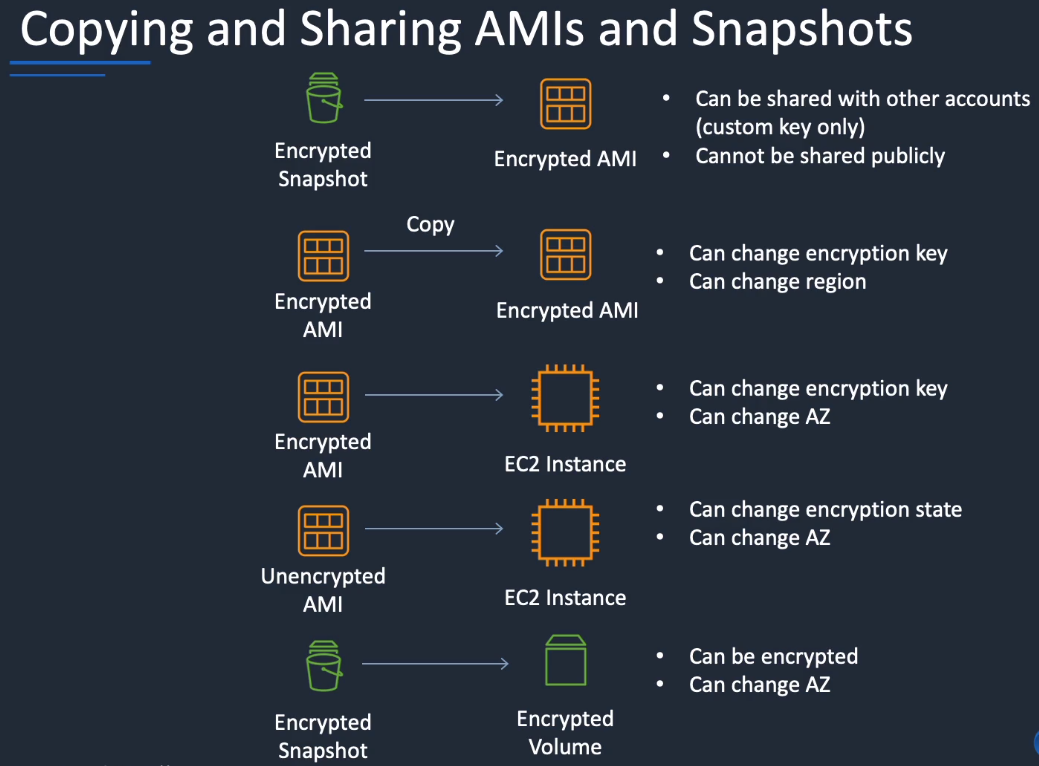 Copying and Sharing AMIs and Snapshots
Encrypted
Snapshot
Encrypted AMI
• Can be shared with other accounts
(custom key only)
• Cannot be shared publicly
Copy
Encrypted
AMI
Encrypted AMI
• Can change encryption key
• Can change region
Encrypted
AMI
EC2 Instance
• Can change encryption key
• Can change AZ
Unencrypted
AMI
EC2 Instance
• Can change encryption state
• Can change AZ
Encrypted
Snapshot
Encrypted
Volume
• Can be encrypted
• Can change AZ